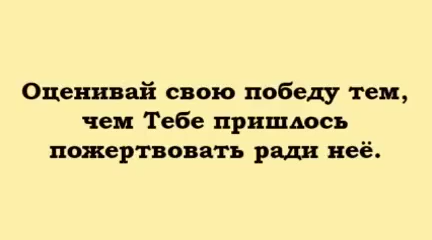 Оценивай свою победу тем,
чем Тебе пришлось
пожертвовать ради неё.